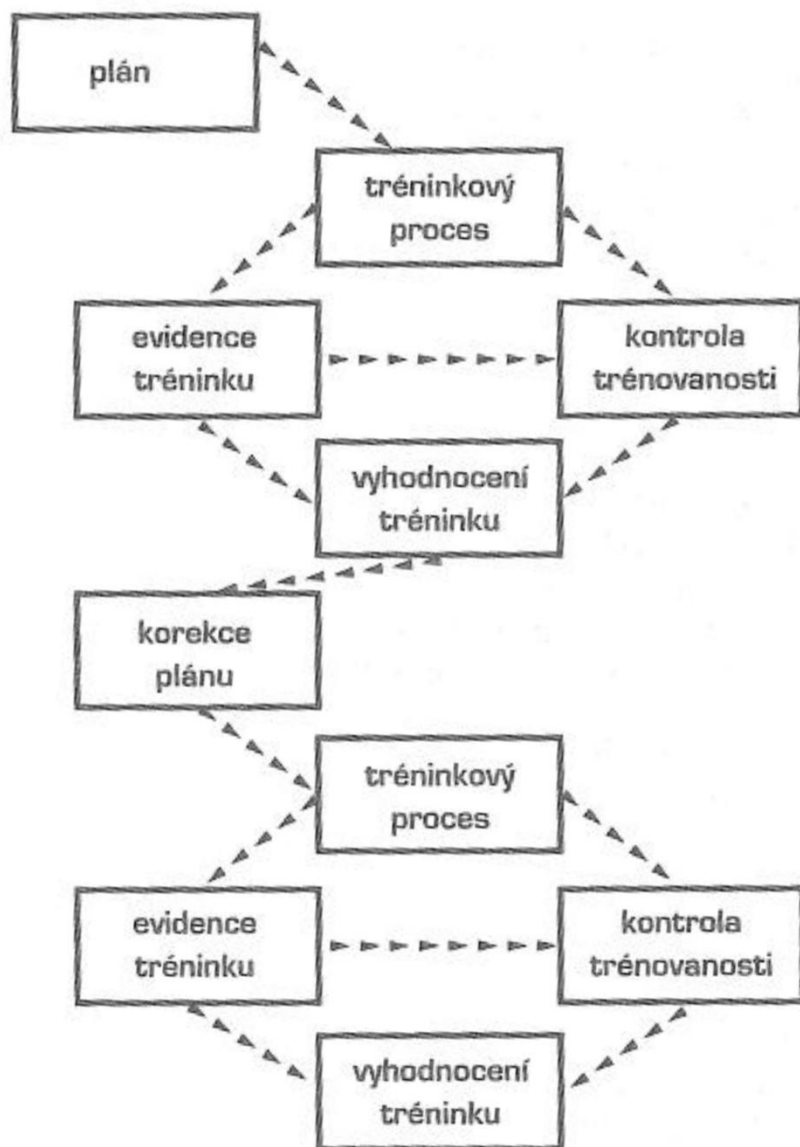 plán
tréninkový
proces
evidence
tréninku
kontrola
trénovanosti
vyhodnocení
tréninku
korekce
plánu
tréninkový
proces
evidence
tréninku
kontrola
trénovanosti
vyhodnocení
tréninku